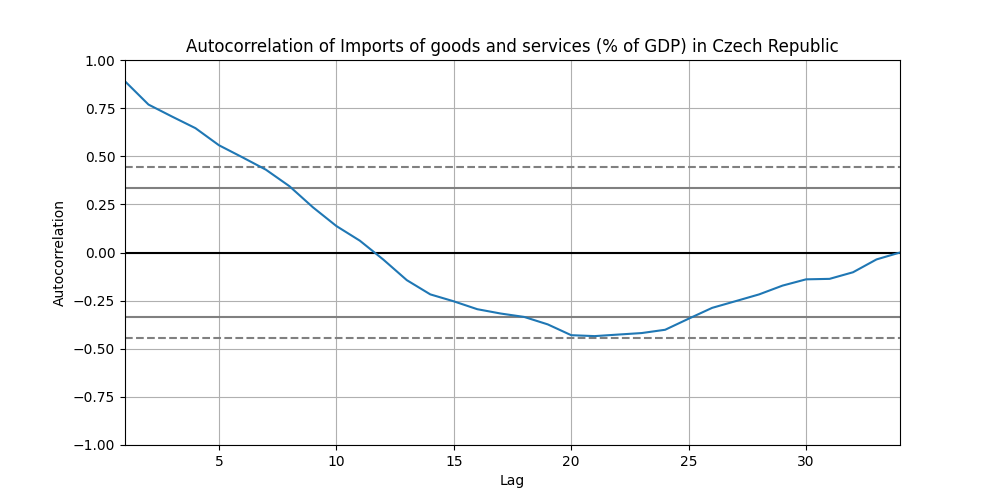 Autocorrelation of Imports of goods and services (% of GDP) in Czech Republic
1.00
0.75
0.50
0.25
0.00
−0.25
−0.50
−0.75
−1.00
Autocorrelation
5 10 15 20 25 30
Lag